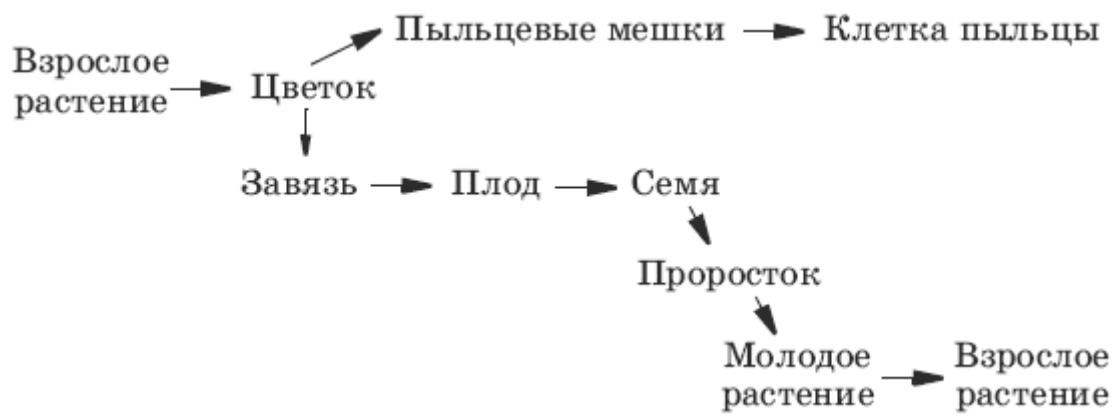 Пыльцевые мешки
Клетка пыльцы
Взрослое
растение
Цветок
Завязь
Плод
Семя
Проросток
Молодое
растение
Взрослое
растение